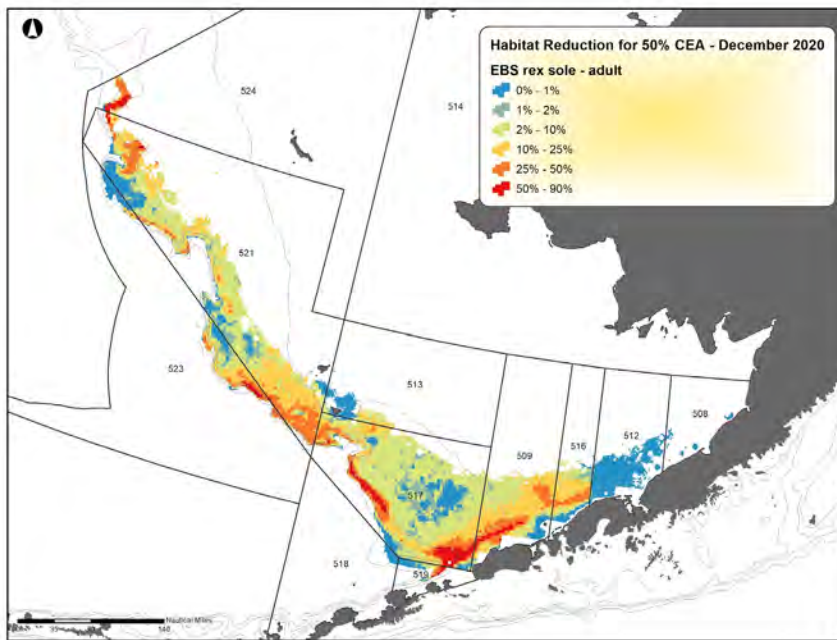 Habitat Reduction for 50% CEA - December 2020
EBS rex sole - adult
0% - 1%
1% - 2%
2% - 10%
10% - 25%
25% - 50%
50% - 90%
524
514
521
523
513
509
516
512
508
517
518
519
Nautical Miles
140